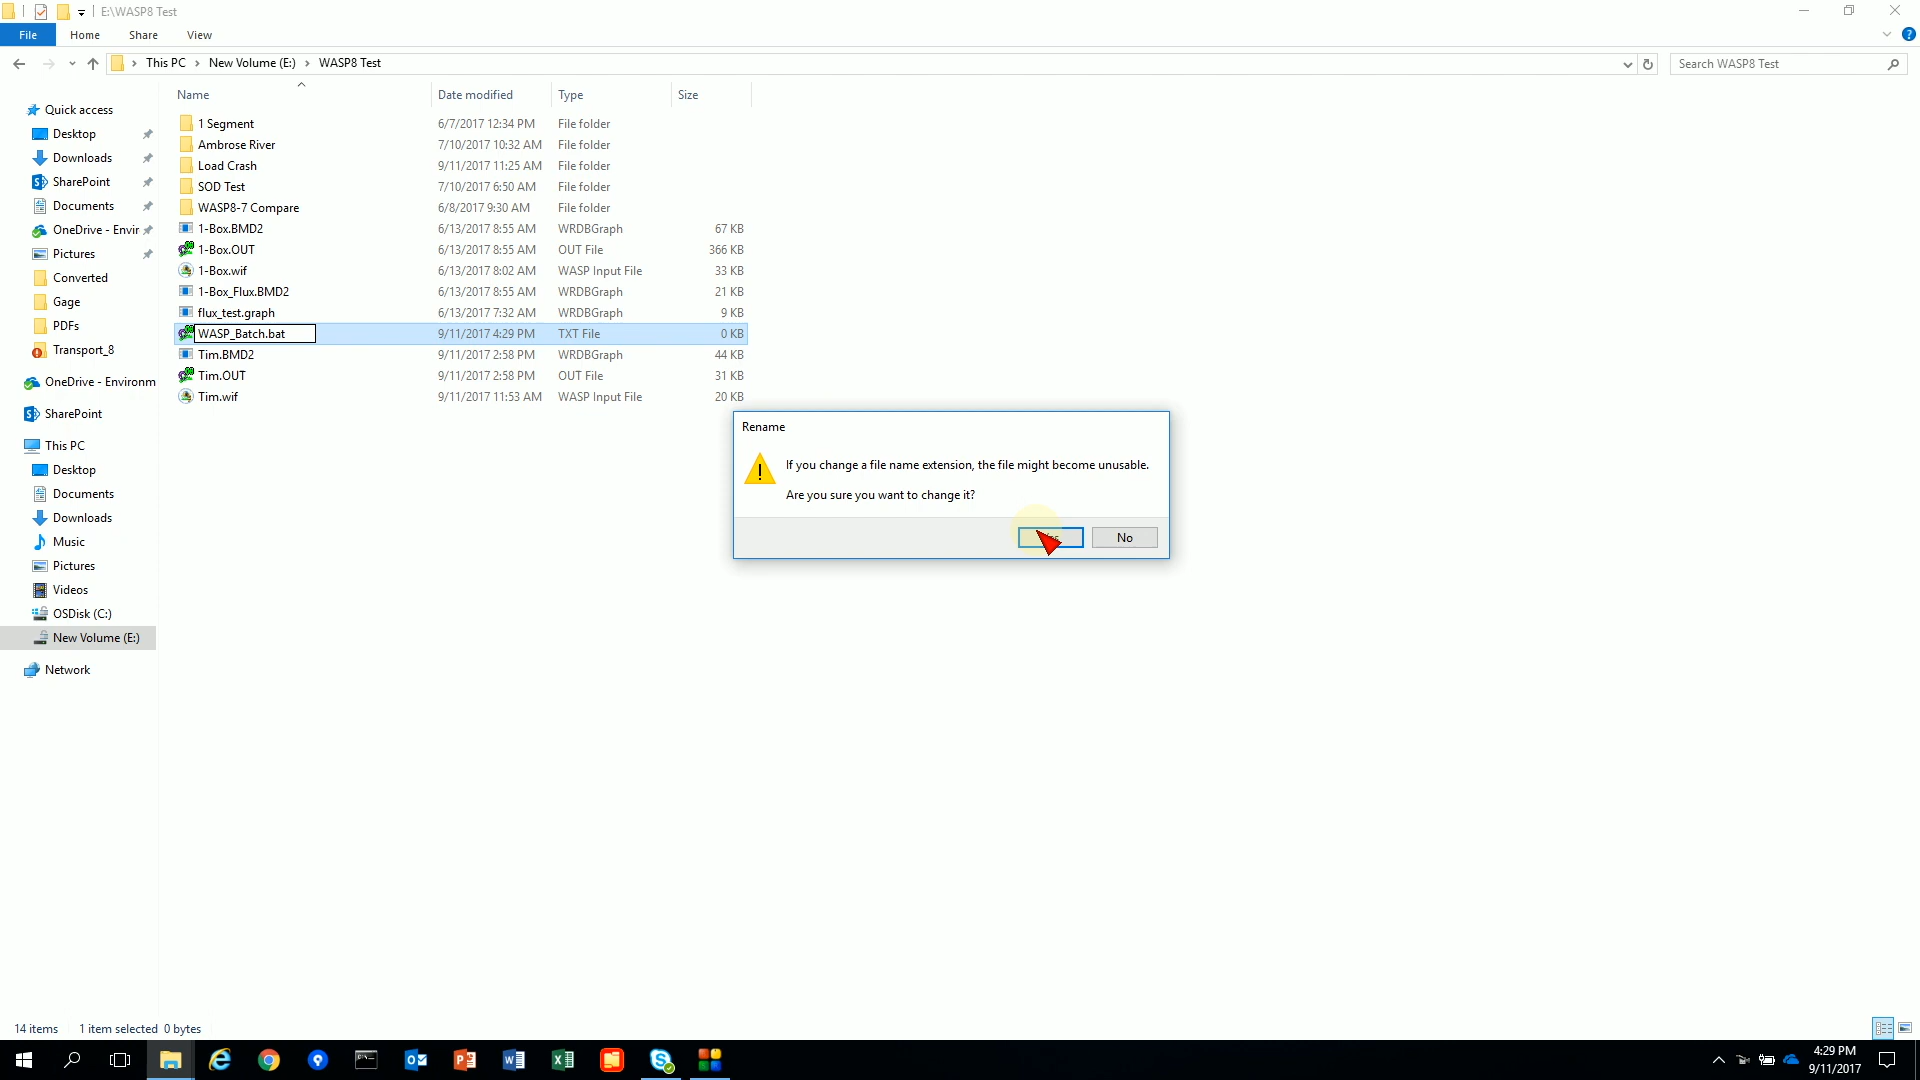 E:\WASP8 Test
File Home Share View
This PC New Volume (E:) WASP8 Test
Search WASP8 Test
Name Date modified Type Size
1 Segment 6/7/2017 12:34 PM File folder
Ambrose River 7/10/2017 10:32 AM File folder
Load Crash 9/11/2017 11:25 AM File folder
SOD Test 7/10/2017 6:50 AM File folder
WASP8-7 Compare 6/8/2017 9:30 AM File folder
1-Box.BMD2 6/13/2017 8:55 AM WRDBGraph 67 KB
1-Box.OUT 6/13/2017 8:55 AM OUT File 366 KB
1-Box.wif 6/13/2017 8:02 AM WASP Input File 33 KB
1-Box_Flux.BMD2 6/13/2017 8:55 AM WRDBGraph 21 KB
flux_test.graph 6/13/2017 7:32 AM WRDBGraph 9 KB
WASP_Batch.bat 9/11/2017 4:29 PM TXT File 0 KB
Tim.BMD2 9/11/2017 2:58 PM WRDBGraph 44 KB
Tim.OUT 9/11/2017 2:58 PM OUT File 31 KB
Tim.wif 9/11/2017 11:53 AM WASP Input File 20 KB
Quick access
Desktop
Downloads
SharePoint
Documents
OneDrive - Envir
Pictures
Converted
Gage
PDFs
Transport_8
OneDrive - Environm
SharePoint
This PC
Desktop
Documents
Downloads
Music
Pictures
Videos
OSDisk (C:)
New Volume (E:)
Network
Rename
If you change a file name extension, the file might become unusable.
Are you sure you want to change it?
No
14 items 1 item selected 0 bytes
4:29 PM
9/11/2017